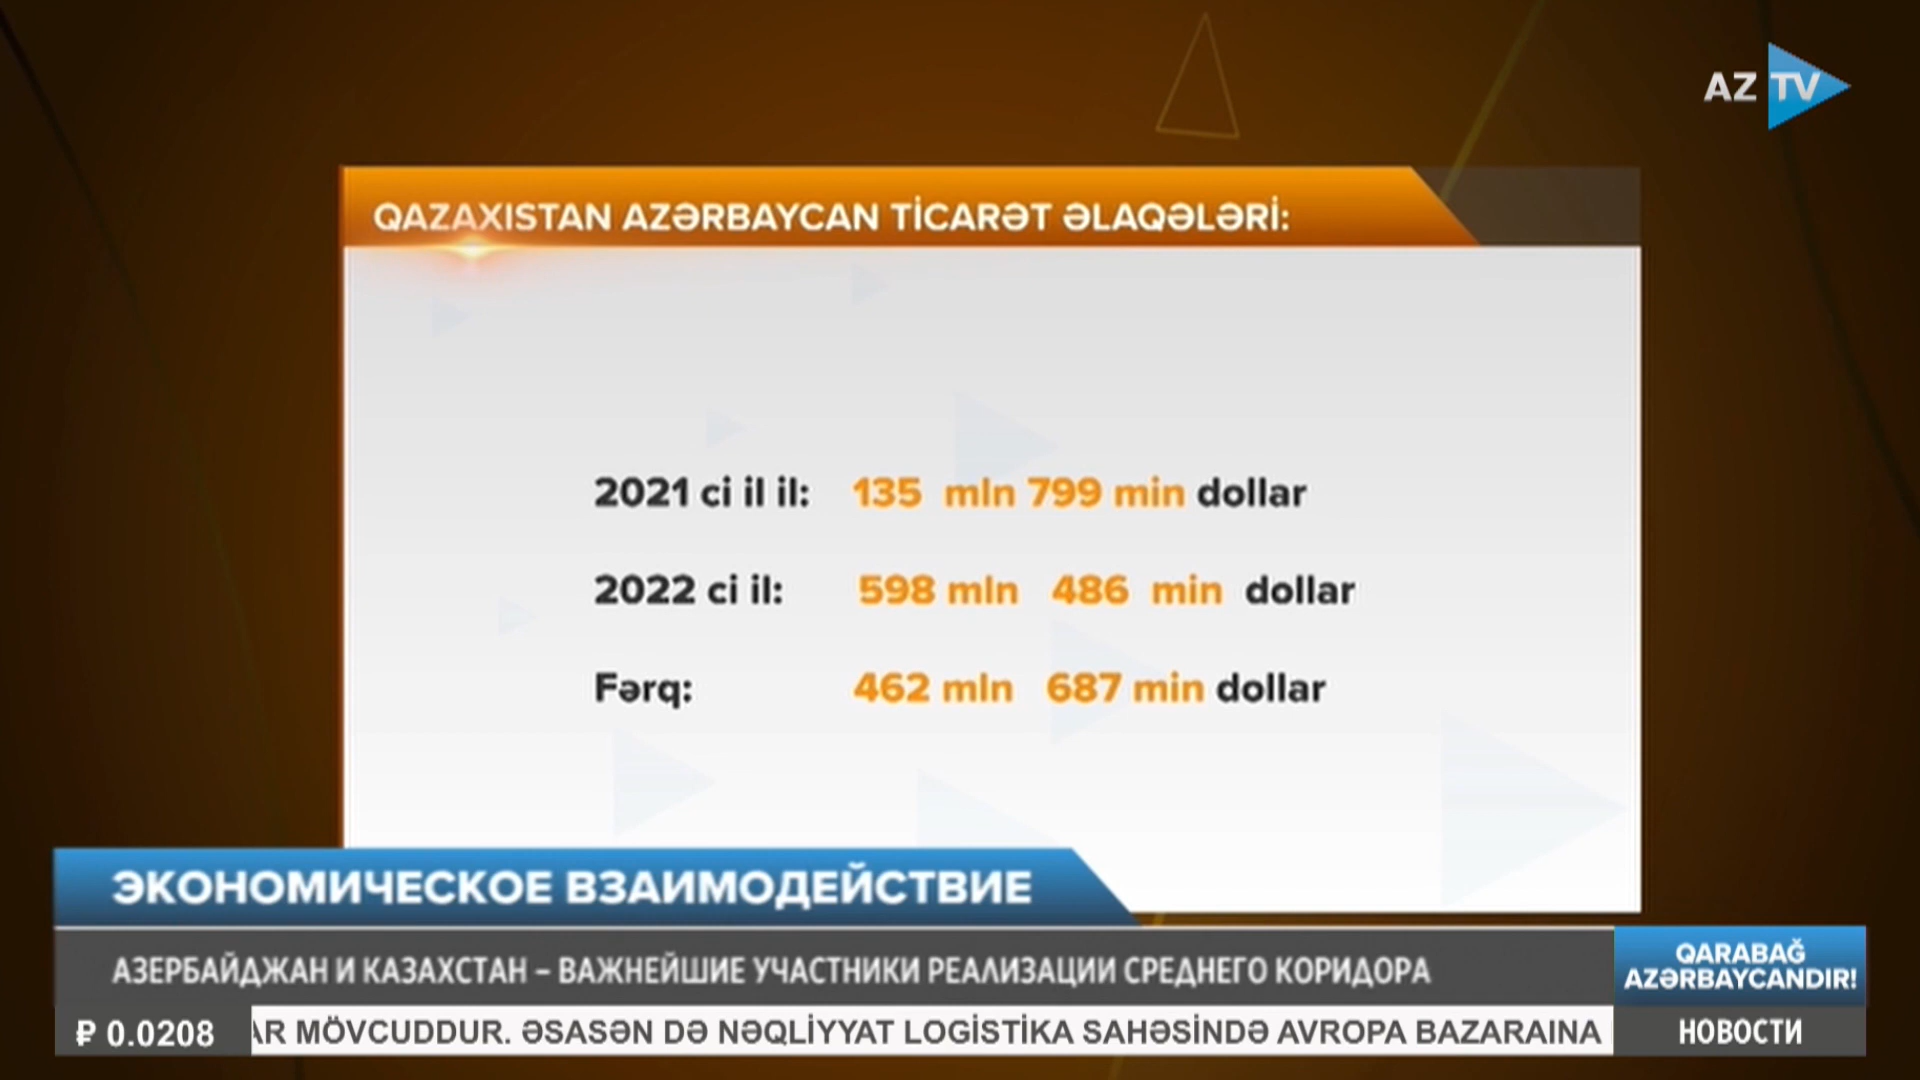 AZ TV
QAZAXISTAN AZƏRBAYCAN TİCARƏT ƏLAQƏLƏRİ:
2021 ci il il: 135 mln 799 min dollar
2022 ci il: 598 mln 486 min dollar
Fərq: 462 mln 687 min dollar
ЭКОНОМИЧЕСКОЕ ВЗАИМОДЕЙСТВИЕ
АЗЕРБАЙДЖАН И КАЗАХСТАН – ВАЖНЕЙШИЕ УЧАСТНИКИ РЕАЛИЗАЦИИ СРЕДНЕГО КОРИДОРА
QARABAĞ
AZƏRBAYCANDIR!
₽ 0.0208
AR MÖVCUDDUR. ƏSASƏN DƏ NƏQLİYYAT LOGİSTİKA SAHƏSİNDƏ AVROPA BAZARAINA
НОВОСТИ